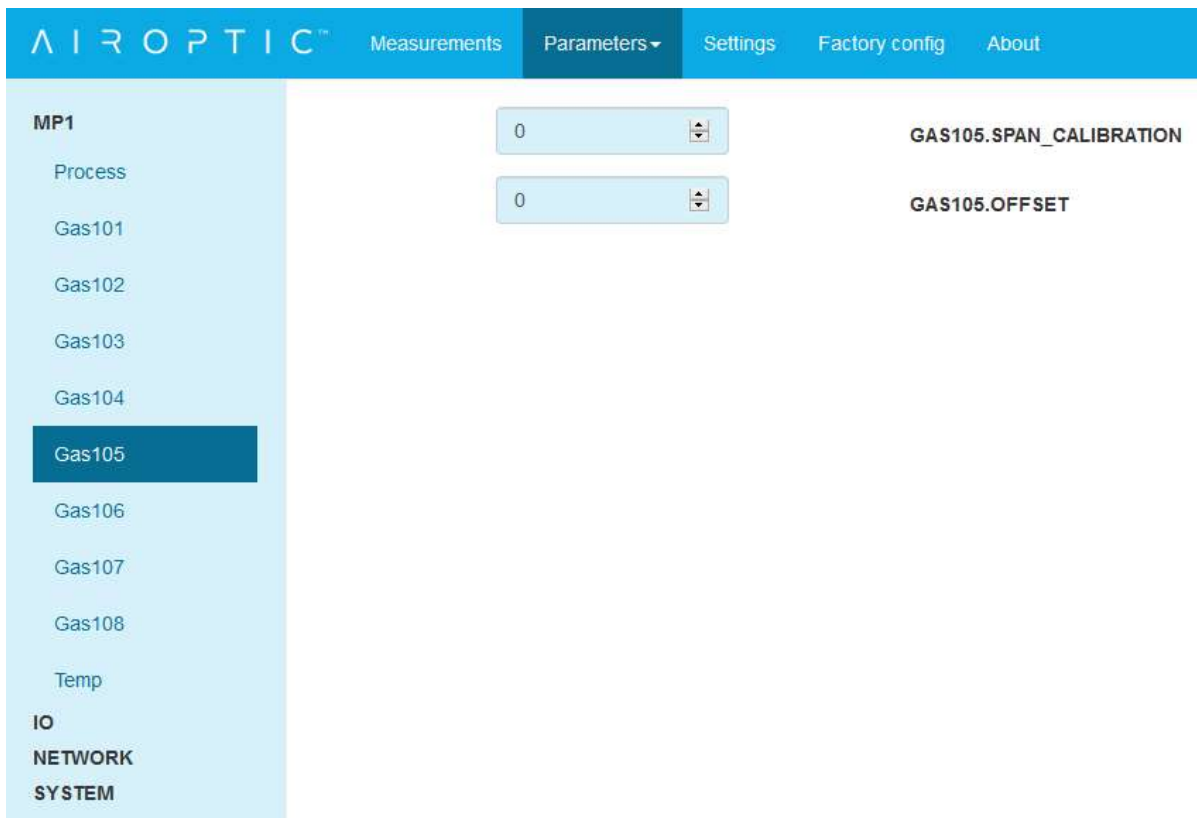 AIROPTIC™ Measurements Parameters Settings Factory config About
MP1
Process
Gas101
Gas102
Gas103
Gas104
Gas105
Gas106
Gas107
Gas108
Temp
IO
NETWORK
SYSTEM
0 GAS105.SPAN_CALIBRATION
0 GAS105.OFFSET